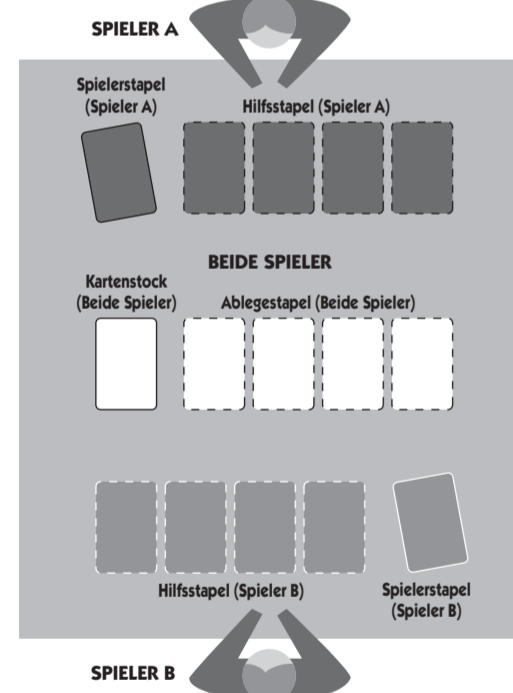 SPIELER A
Spielerstapel
(Spieler A)
Hilfsstapel (Spieler A)
BEIDE SPIELER
Kartenstock
(Beide Spieler)
Ablegestapel (Beide Spieler)
Hilfsstapel (Spieler B)
Spielerstapel
(Spieler B)
SPIELER B